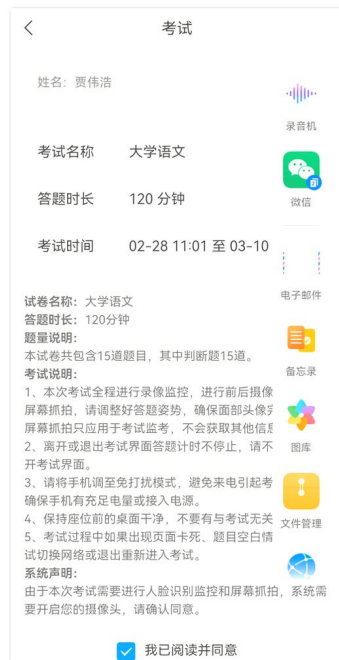 考试
姓名：贾伟浩
录音机
考试名称 大学语文
微信
答题时长 120 分钟
考试时间 02-28 11:01 至 03-10
电子邮件
试卷名称：大学语文
答题时长：120分钟
题量说明：
本试卷共包含15道题目，其中判断题15道。
备忘录
考试说明：
1、本次考试全程进行录像监控，进行前后摄像
屏幕抓拍，请调整好答题姿势，确保面部头像
屏幕抓拍只应用于考试监考，不会获取其他信
2、离开或退出考试界面答题计时不停止，请不
图库
开考试界面。
3、请将手机调至免打扰模式，避免来电引起考
确保手机有充足电量或接入电源。
4、保持座位前的桌面干净，不要有与考试无关
文件管理
5、考试过程中如果出现页面卡死、题目空白情
试切换网络或退出重新进入考试。
系统声明：
由于本次考试需要进行人脸识别监控和屏幕抓拍，系统需
要开启您的摄像头，请确认同意。
我已阅读并同意